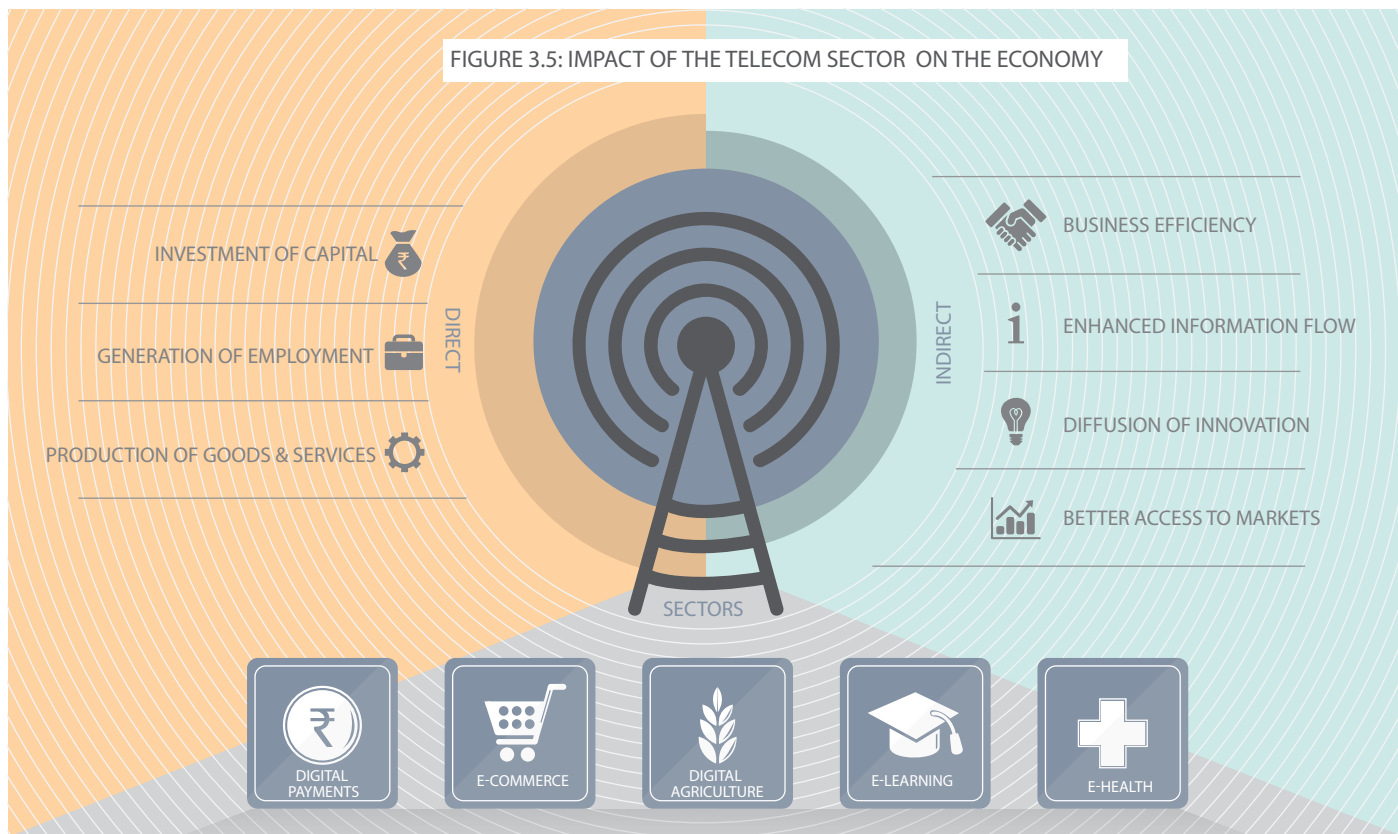 FIGURE 3.5: IMPACT OF THE TELECOM SECTOR ON THE ECONOMY
INVESTMENT OF CAPITAL
₹
GENERATION OF EMPLOYMENT
PRODUCTION OF GOODS & SERVICES
DIRECT
INDIRECT
BUSINESS EFFICIENCY
i
ENHANCED INFORMATION FLOW
DIFFUSION OF INNOVATION
BETTER ACCESS TO MARKETS
SECTORS
₹
DIGITAL
PAYMENTS
E-COMMERCE
DIGITAL
AGRICULTURE
E-LEARNING
E-HEALTH